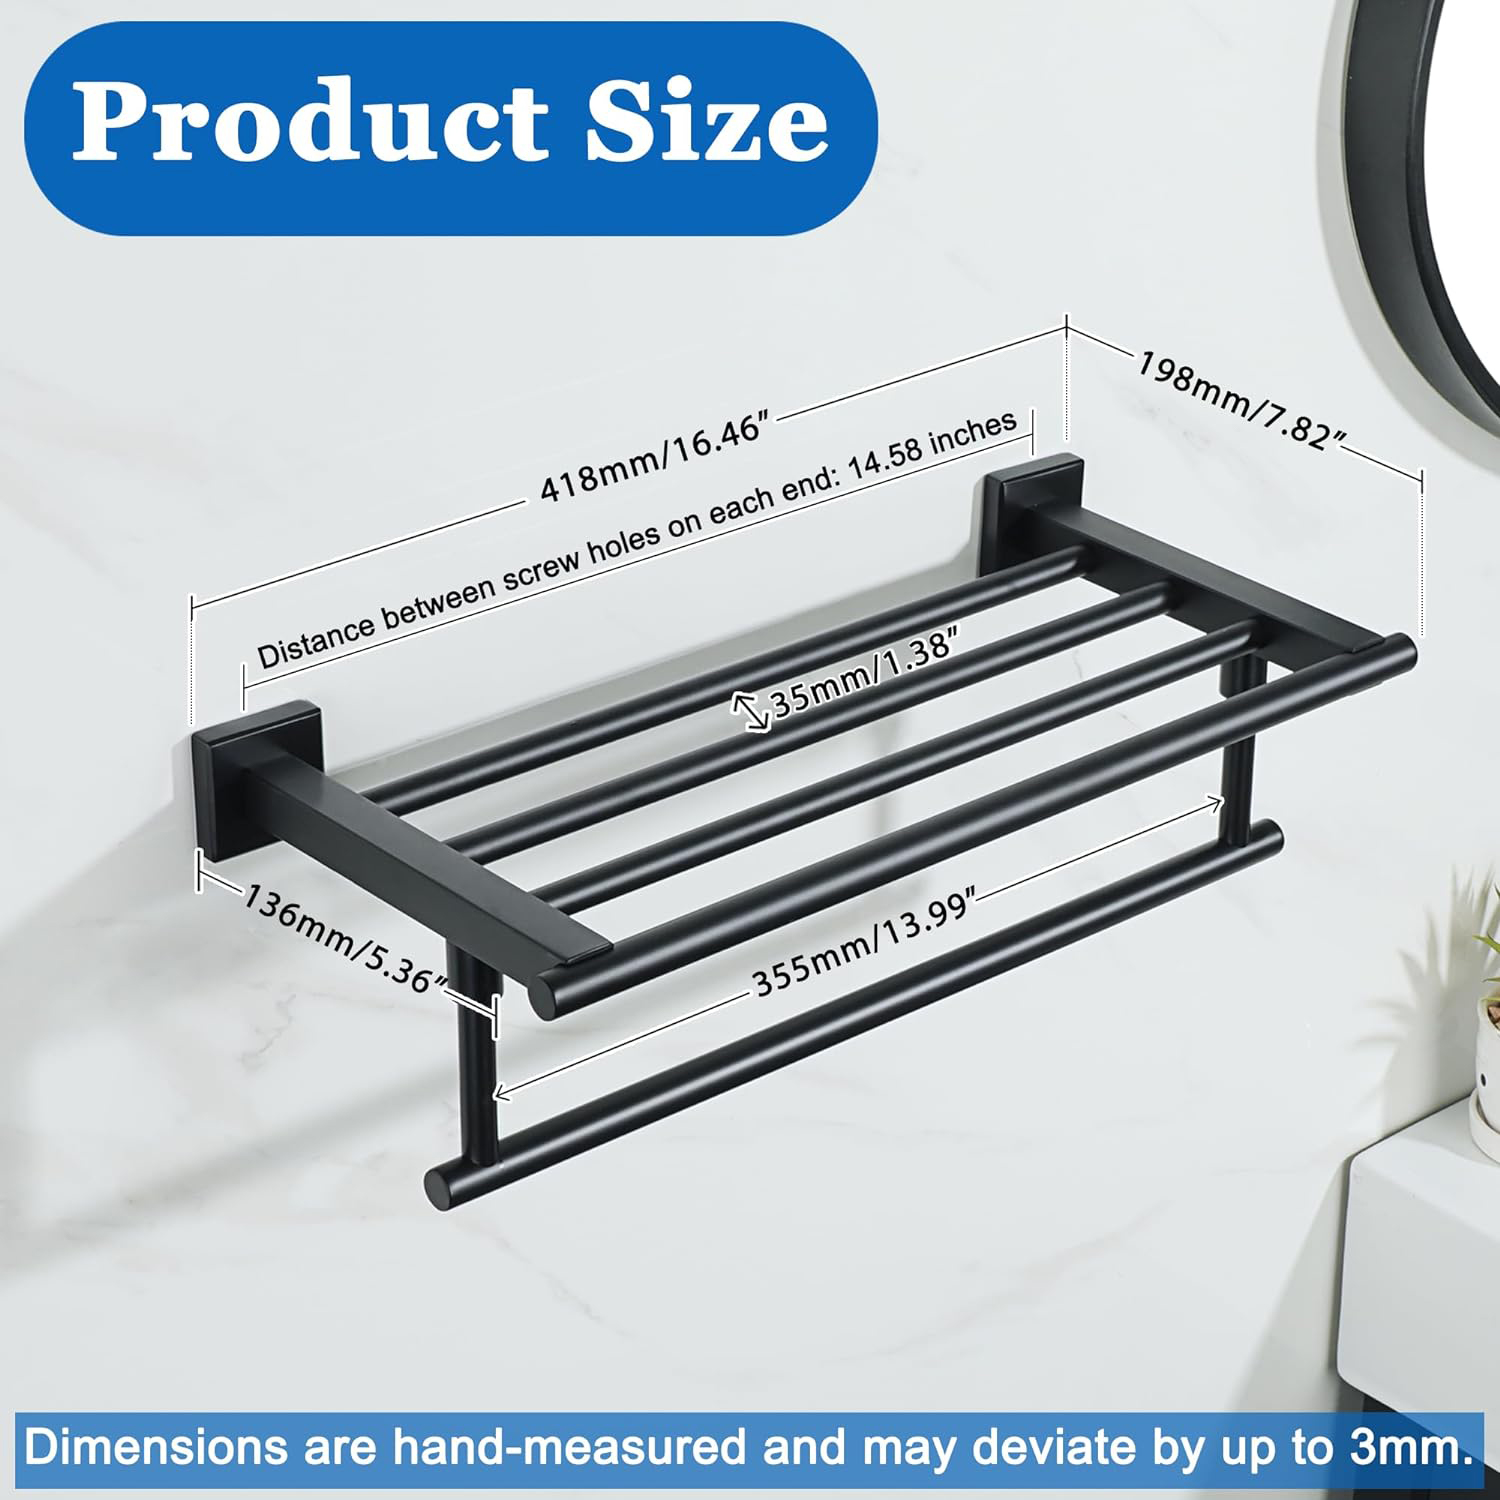 Product Size
418mm/16.46”
198mm/7.82”
Distance between screw holes on each end: 14.58 inches
35mm/1.38”
136mm/5.36”
355mm/13.99”
Dimensions are hand-measured and may deviate by up to 3mm.